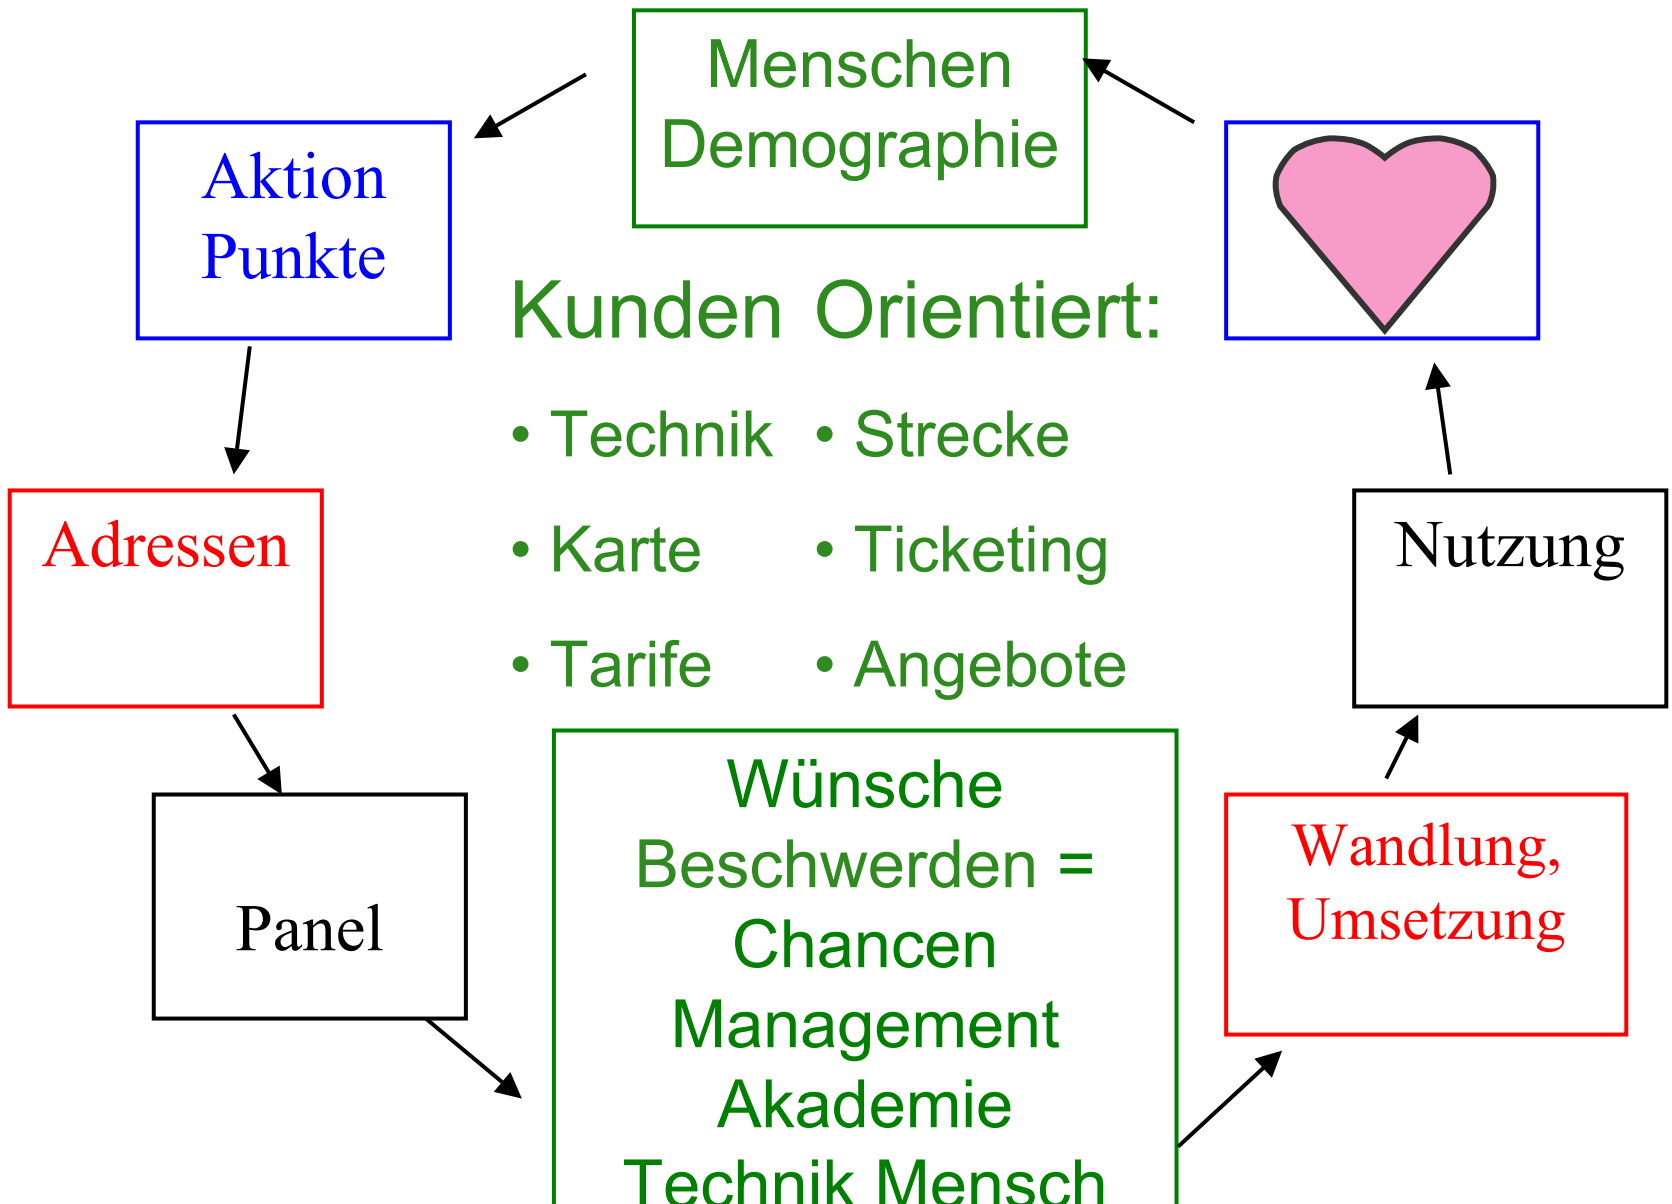 Menschen
Demographie
Aktion
Punkte
Kunden Orientiert:
• Technik • Strecke
• Karte • Ticketing
• Tarife • Angebote
Adressen
Nutzung
Panel
Wünsche
Beschwerden =
Chancen
Management
Akademie
Technik Mensch
Wandlung,
Umsetzung